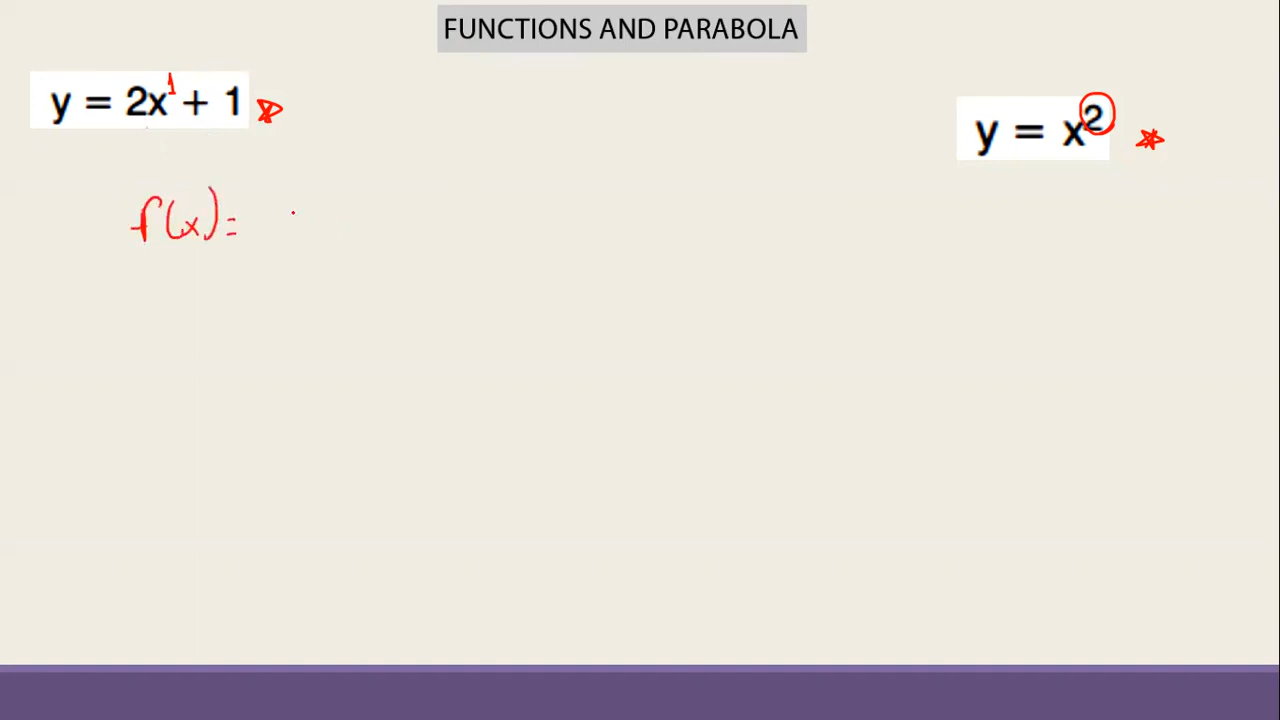 FUNCTIONS AND PARABOLA
y = 2x¹ + 1
y = x²
f(x) =